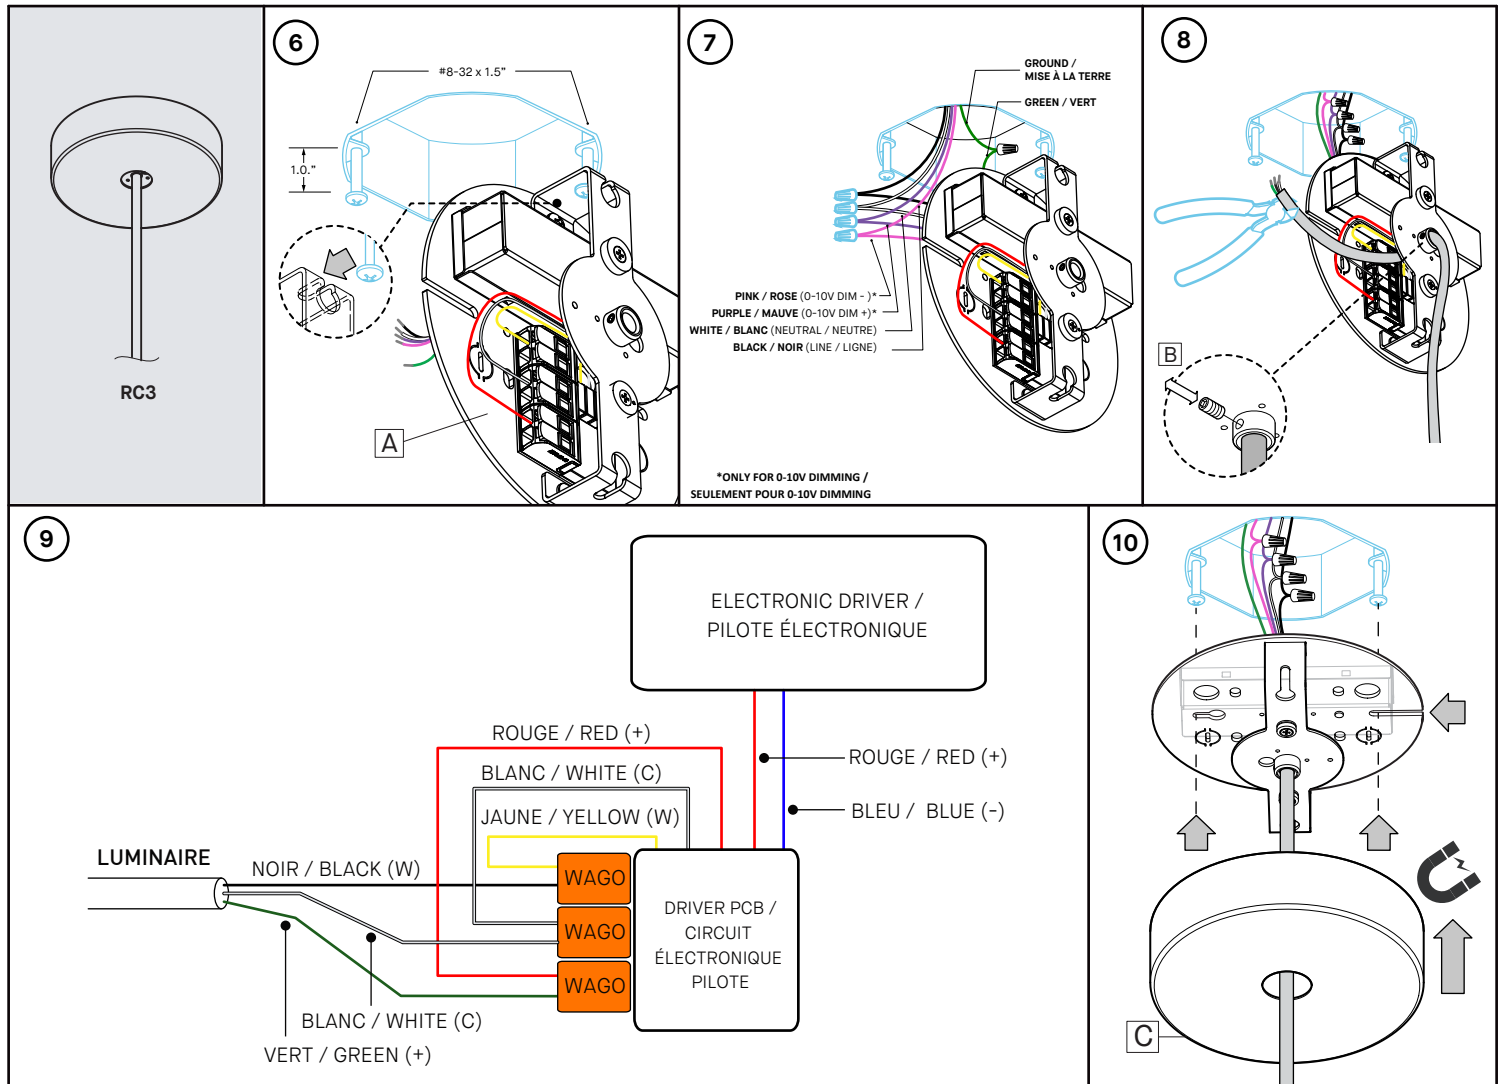 RC3
6
#8-32 x 1.5"
1.0."
A
7
GROUND /
MISE À LA TERRE
GREEN / VERT
PINK / ROSE (0-10V DIM - )*
PURPLE / MAUVE (0-10V DIM +)*
WHITE / BLANC (NEUTRAL / NEUTRE)
BLACK / NOIR (LINE / LIGNE)
*ONLY FOR 0-10V DIMMING /
SEULEMENT POUR 0-10V DIMMING
8
B
9
ELECTRONIC DRIVER /
PILOTE ÉLECTRONIQUE
ROUGE / RED (+)
BLANC / WHITE (C)
JAUNE / YELLOW (W)
ROUGE / RED (+)
BLEU / BLUE (-)
LUMINAIRE
NOIR / BLACK (W)
WAGO
WAGO
WAGO
DRIVER PCB /
CIRCUIT
ÉLECTRONIQUE
PILOTE
BLANC / WHITE (C)
VERT / GREEN (+)
10
C